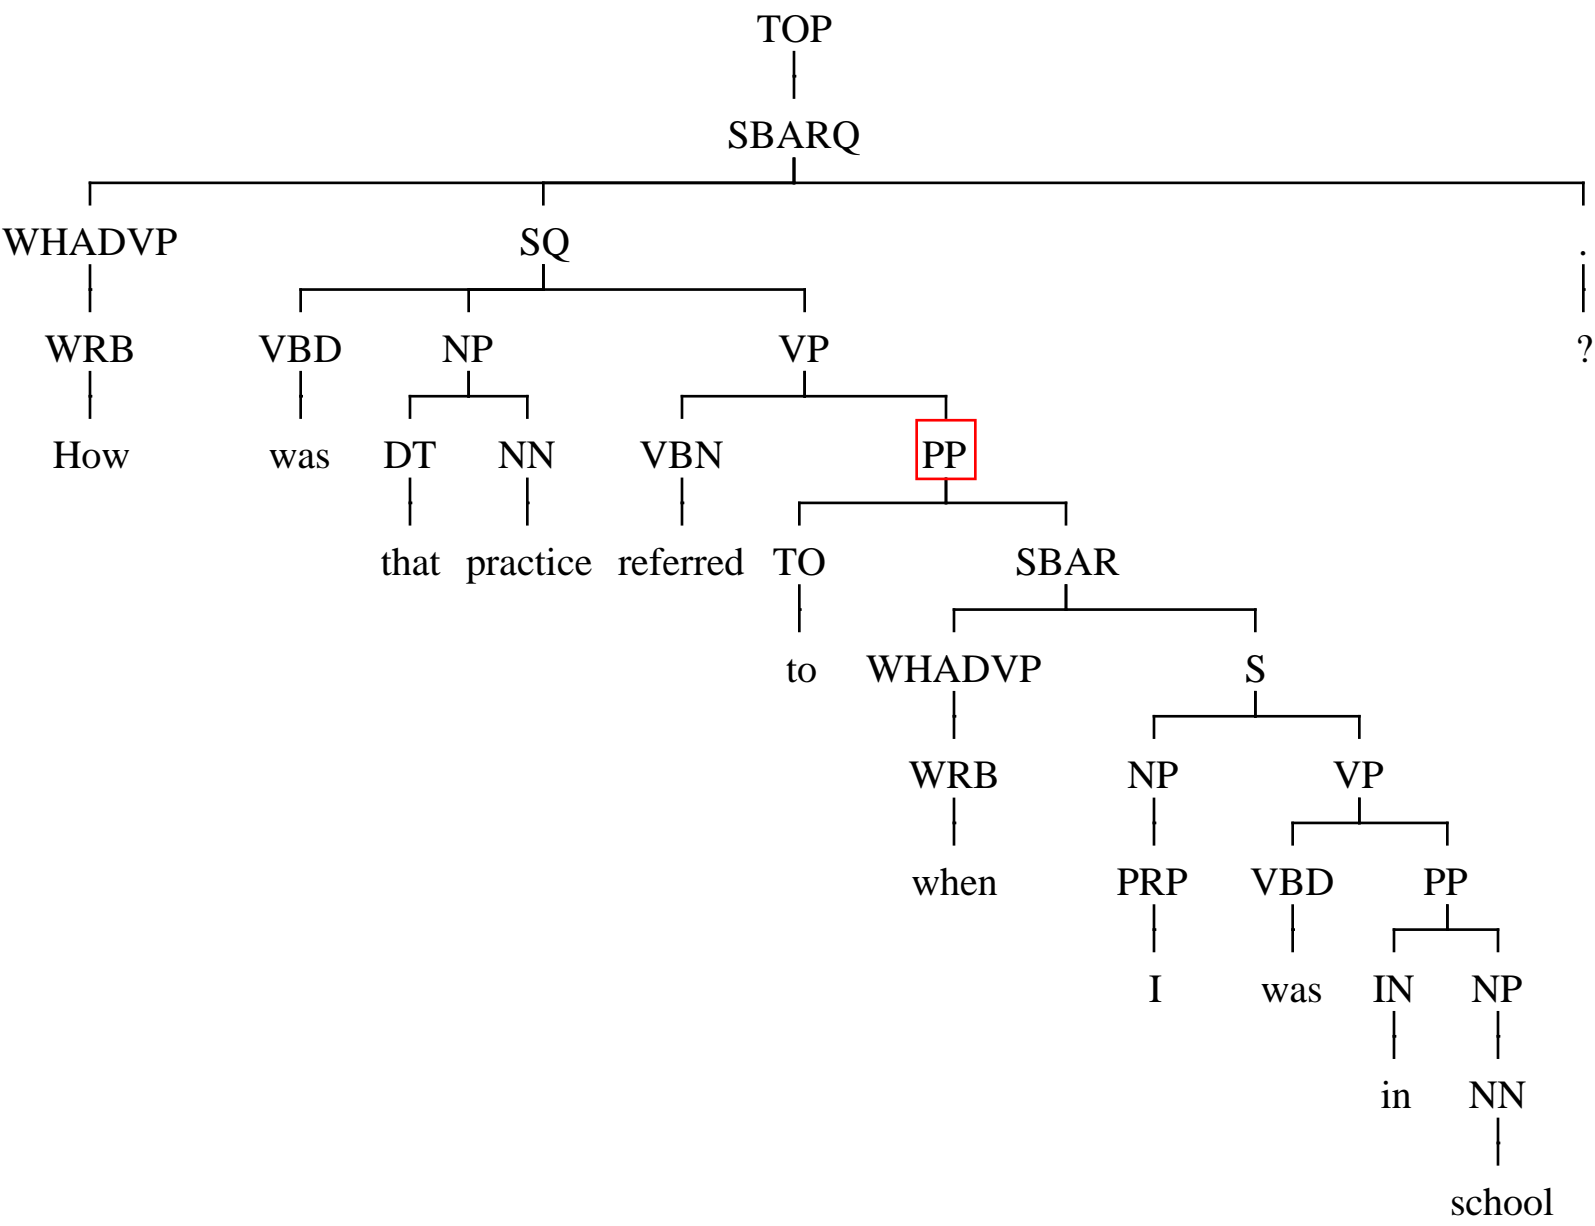 TOP
SBARQ
WHADVP SQ .
WRB VBD NP VP ?
How was DT NN VBN PP
that practice referred TO SBAR
to WHADVP S
WRB NP VP
when PRP VBD PP
I was IN NP
in NN
school